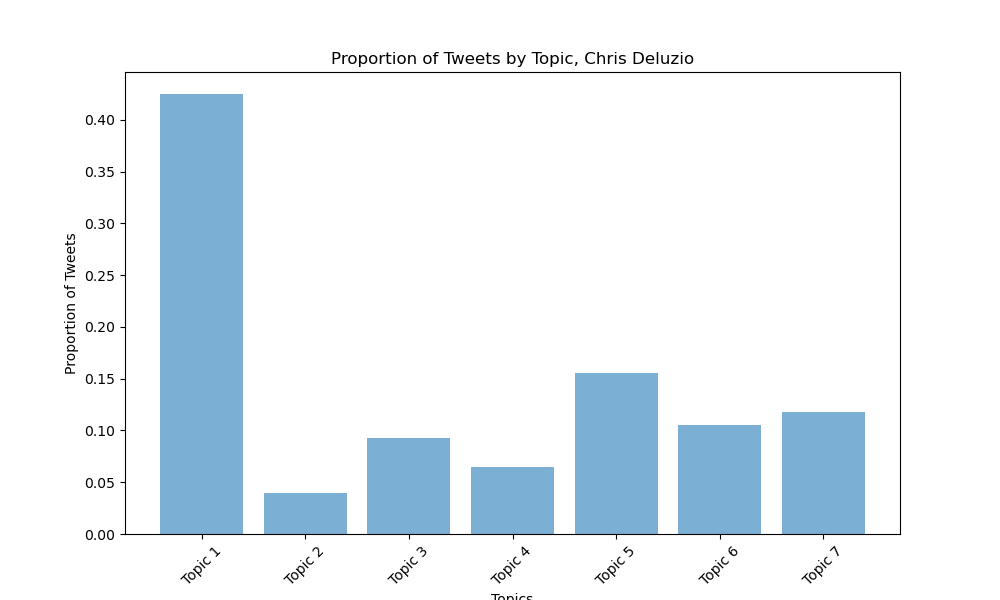 Proportion of Tweets by Topic, Chris Deluzio
Proportion of Tweets
0.40
0.35
0.30
0.25
0.20
0.15
0.10
0.05
0.00
Topic 1
Topic 2
Topic 3
Topic 4
Topic 5
Topic 6
Topic 7
Topics